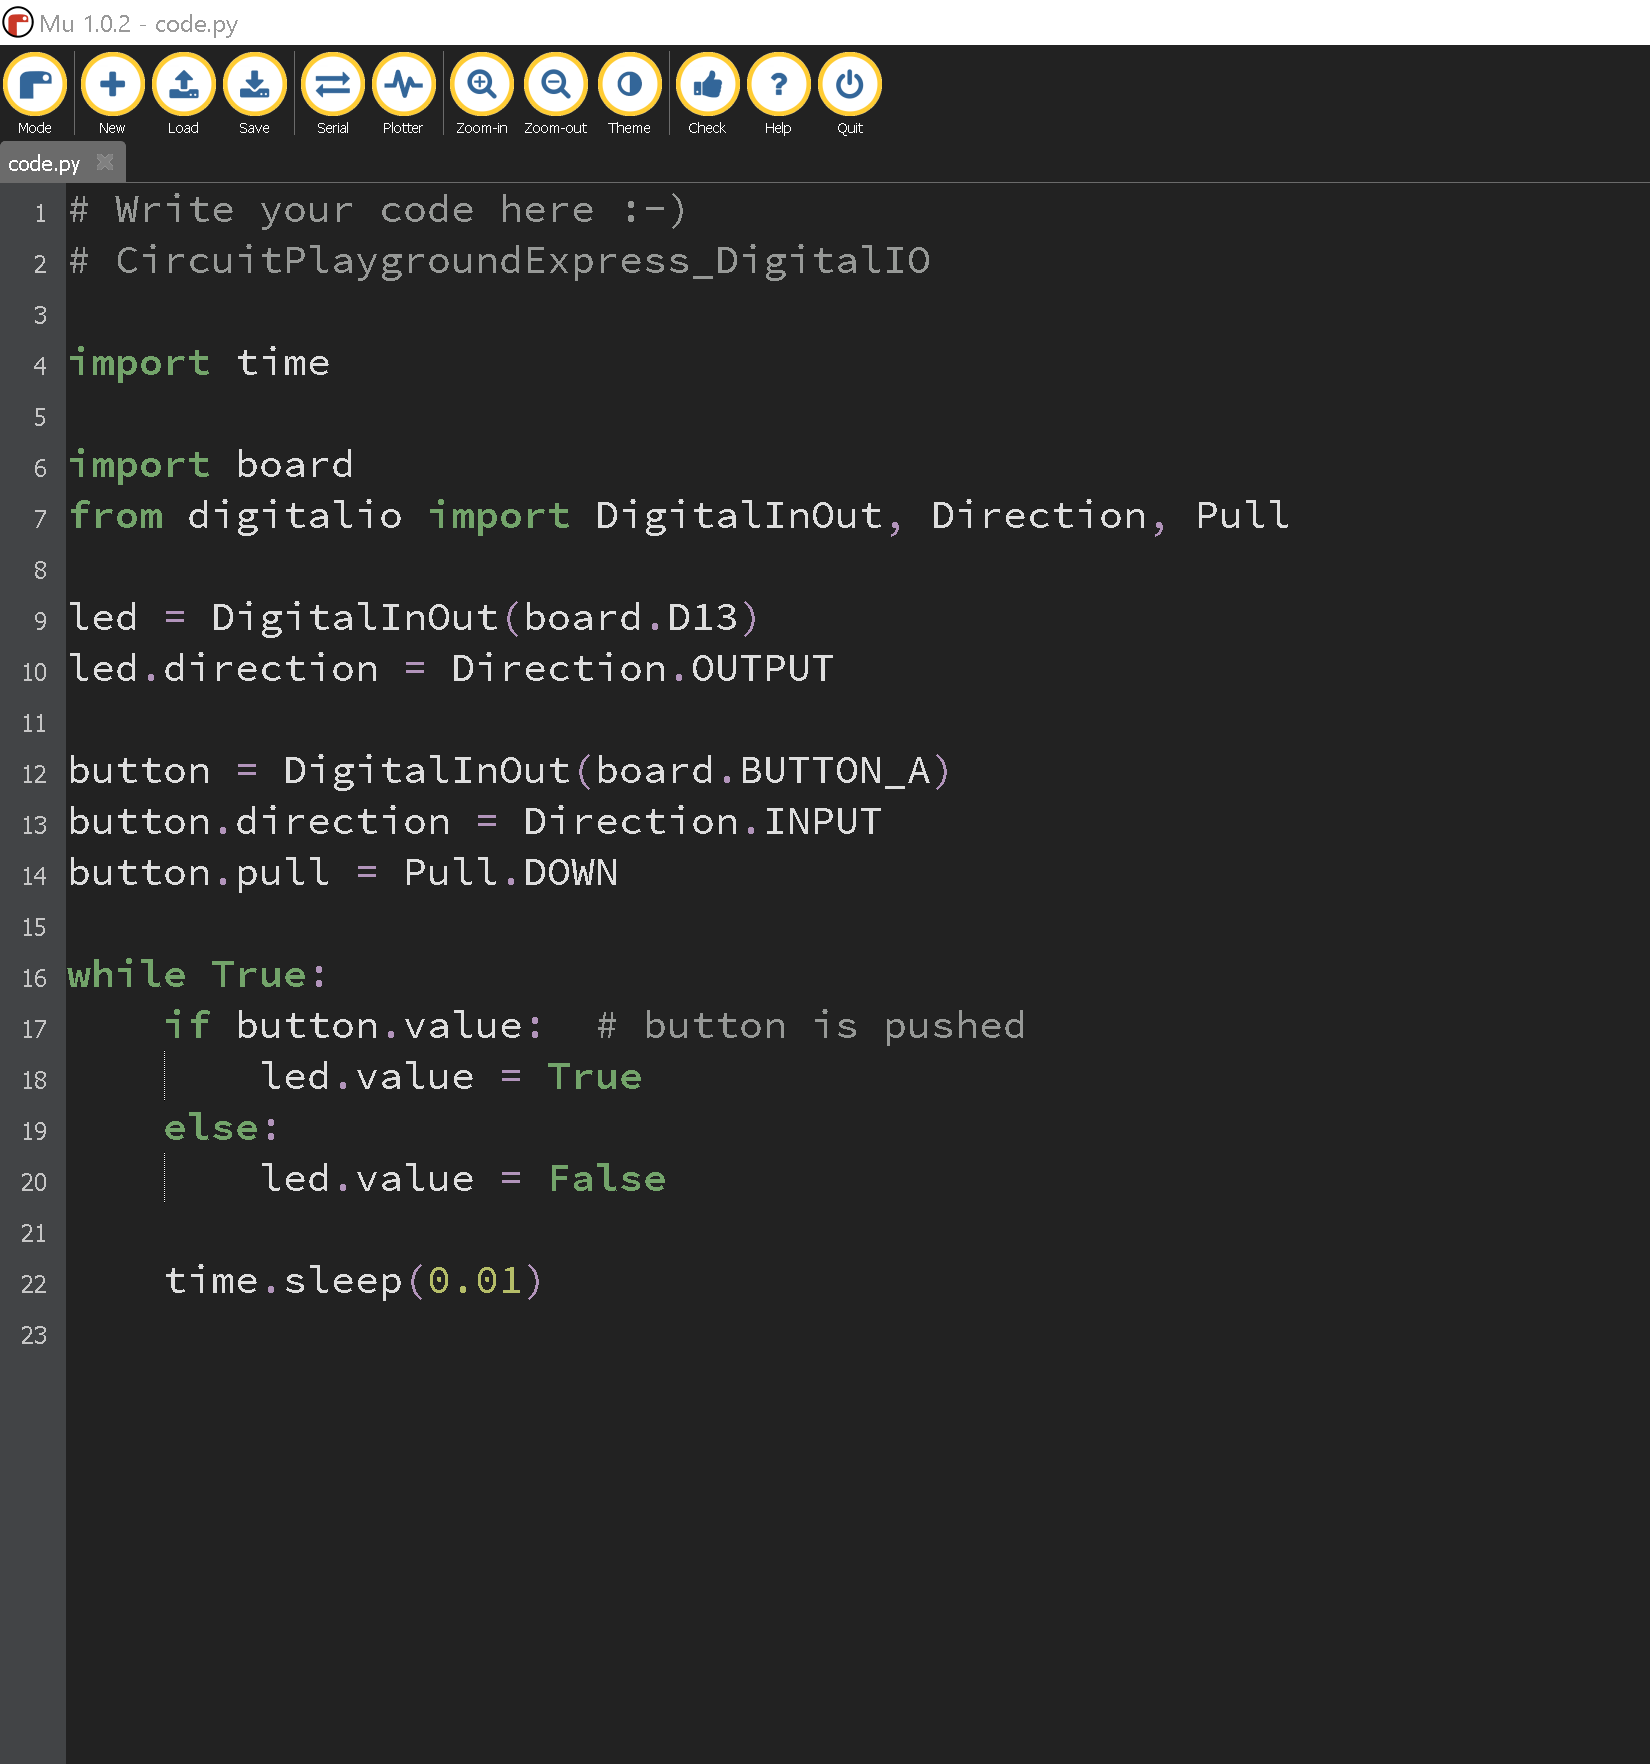 Mu 1.0.2 - code.py
Mode New Load Save Serial Plotter Zoom-in Zoom-out Theme Check Help Quit
code.py
1 # Write your code here :-)
2 # CircuitPlaygroundExpress_DigitalIO
3
4 import time
5
6 import board
7 from digitalio import DigitalInOut, Direction, Pull
8
9 led = DigitalInOut(board.D13)
10 led.direction = Direction.OUTPUT
11
12 button = DigitalInOut(board.BUTTON_A)
13 button.direction = Direction.INPUT
14 button.pull = Pull.DOWN
15
16 while True:
17     if button.value:  # button is pushed
18         led.value = True
19     else:
20         led.value = False
21
22     time.sleep(0.01)
23